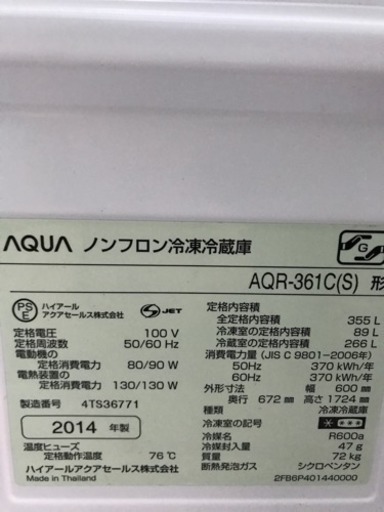 AQUA ノンフロン冷凍冷蔵庫
AQR-361C(S) 形
PSE ハイアール アクアセールス株式会社 S JET
定格電圧 100 V
定格周波数 50/60 Hz
電動機の
定格消費電力 80/90 W
電熱装置の
定格消費電力 130/130 W
製造番号 4TS36771
2014 年製
温度ヒューズ
定格動作温度 76℃
ハイアールアクアセールス株式会社
Made in Thailand
G
定格内容積
全定格内容積 355 L
冷凍室の定格内容積 89 L
冷蔵室の定格内容積 266 L
消費電力量 (JIS C 9801-2006年)
50Hz 370 kWh/年
60Hz 370 kWh/年
外形寸法 幅 600 mm
奥行 672 mm 高さ 1724 mm
種類 冷凍冷蔵庫
冷凍室の記号 * ***
冷媒名 R600a
冷媒封入量 47 g
質量 72 kg
断熱発泡ガス シクロペンタン
2FB6P401440000